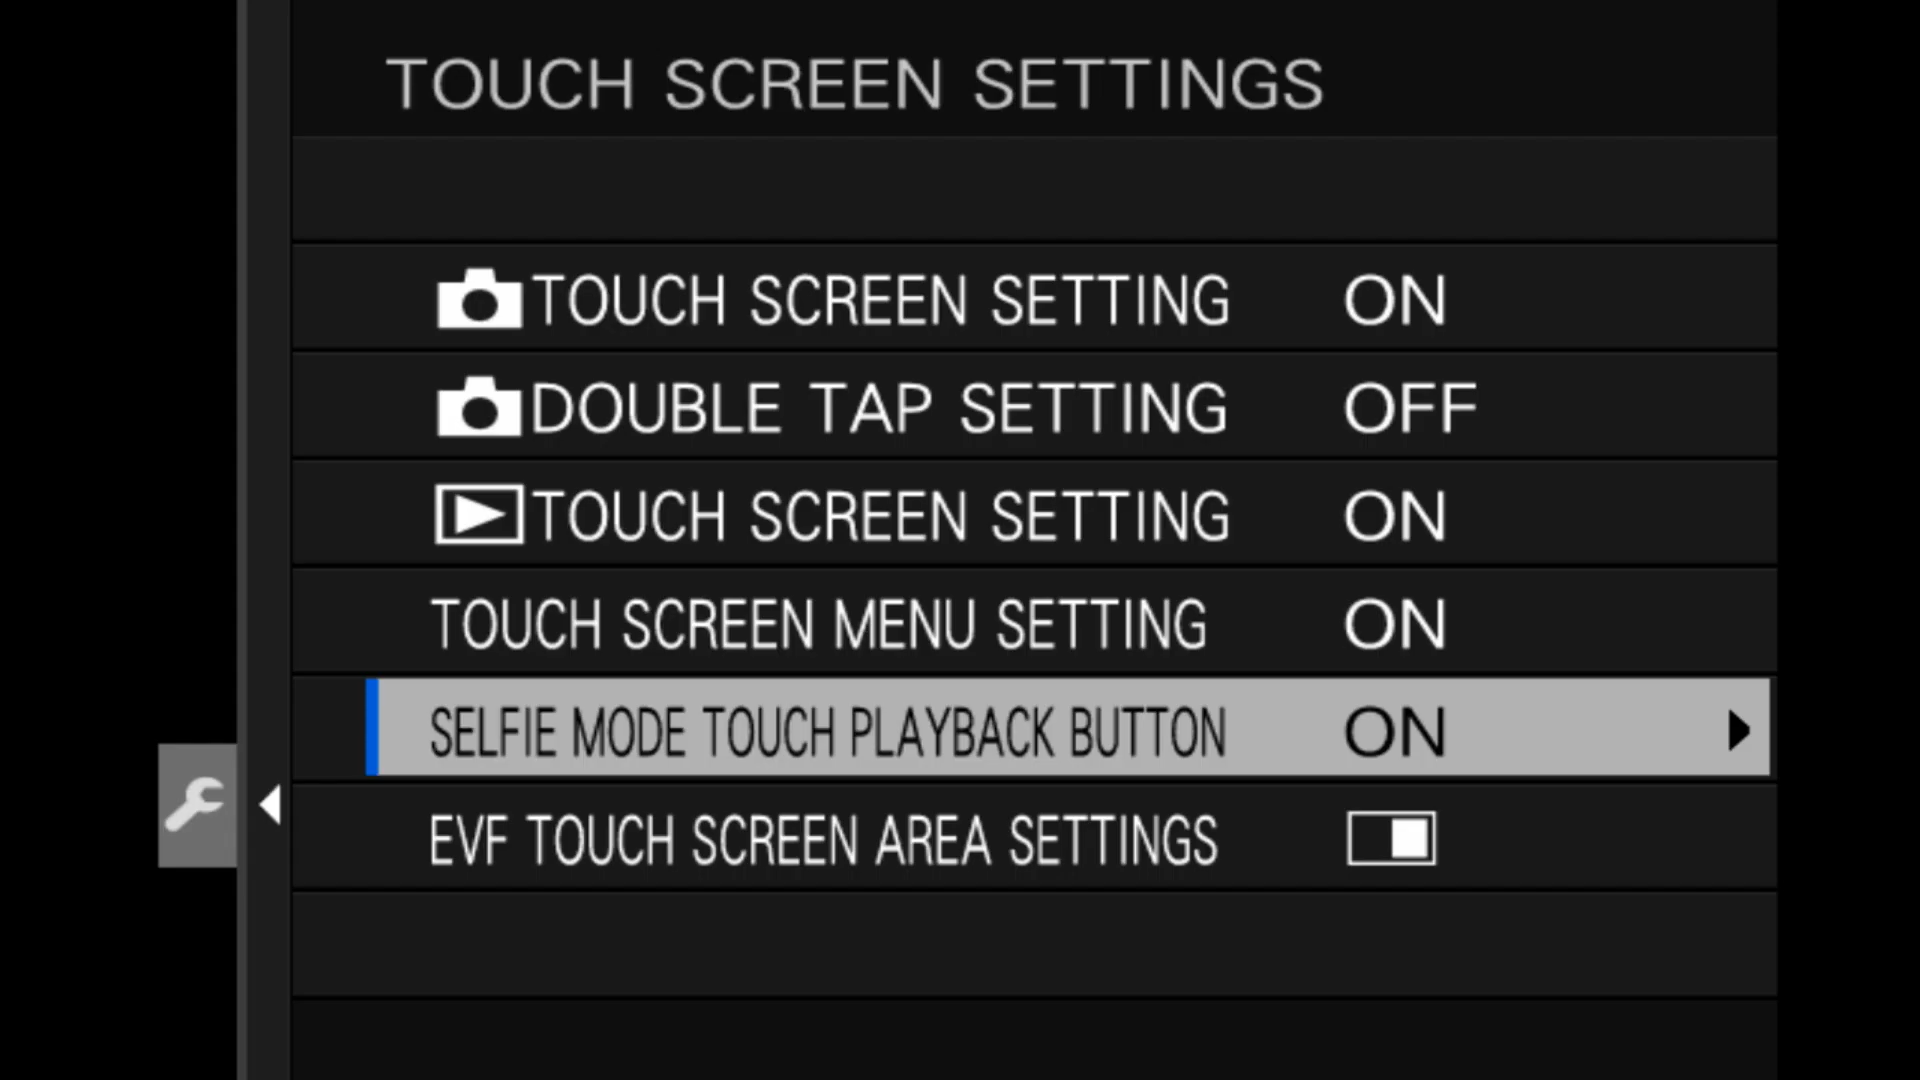 TOUCH SCREEN SETTINGS
TOUCH SCREEN SETTING ON
DOUBLE TAP SETTING OFF
TOUCH SCREEN SETTING ON
TOUCH SCREEN MENU SETTING ON
SELFIE MODE TOUCH PLAYBACK BUTTON ON
EVF TOUCH SCREEN AREA SETTINGS